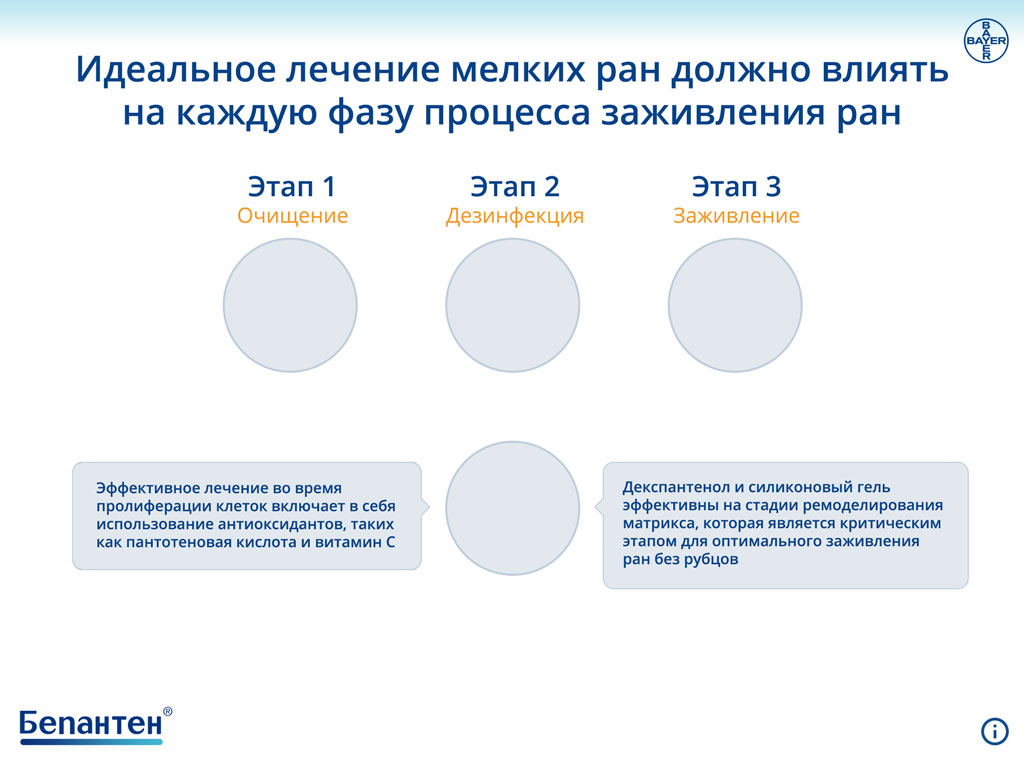 BAYER
BAYER
Идеальное лечение мелких ран должно влиять
на каждую фазу процесса заживления ран
Этап 1
Очищение
Этап 2
Дезинфекция
Этап 3
Заживление
Эффективное лечение во время
пролиферации клеток включает в себя
использование антиоксидантов, таких
как пантотеновая кислота и витамин С
Декспантенол и силиконовый гель
эффективны на стадии ремоделирования
матрикса, которая является критическим
этапом для оптимального заживления
ран без рубцов
Бепантен®
i